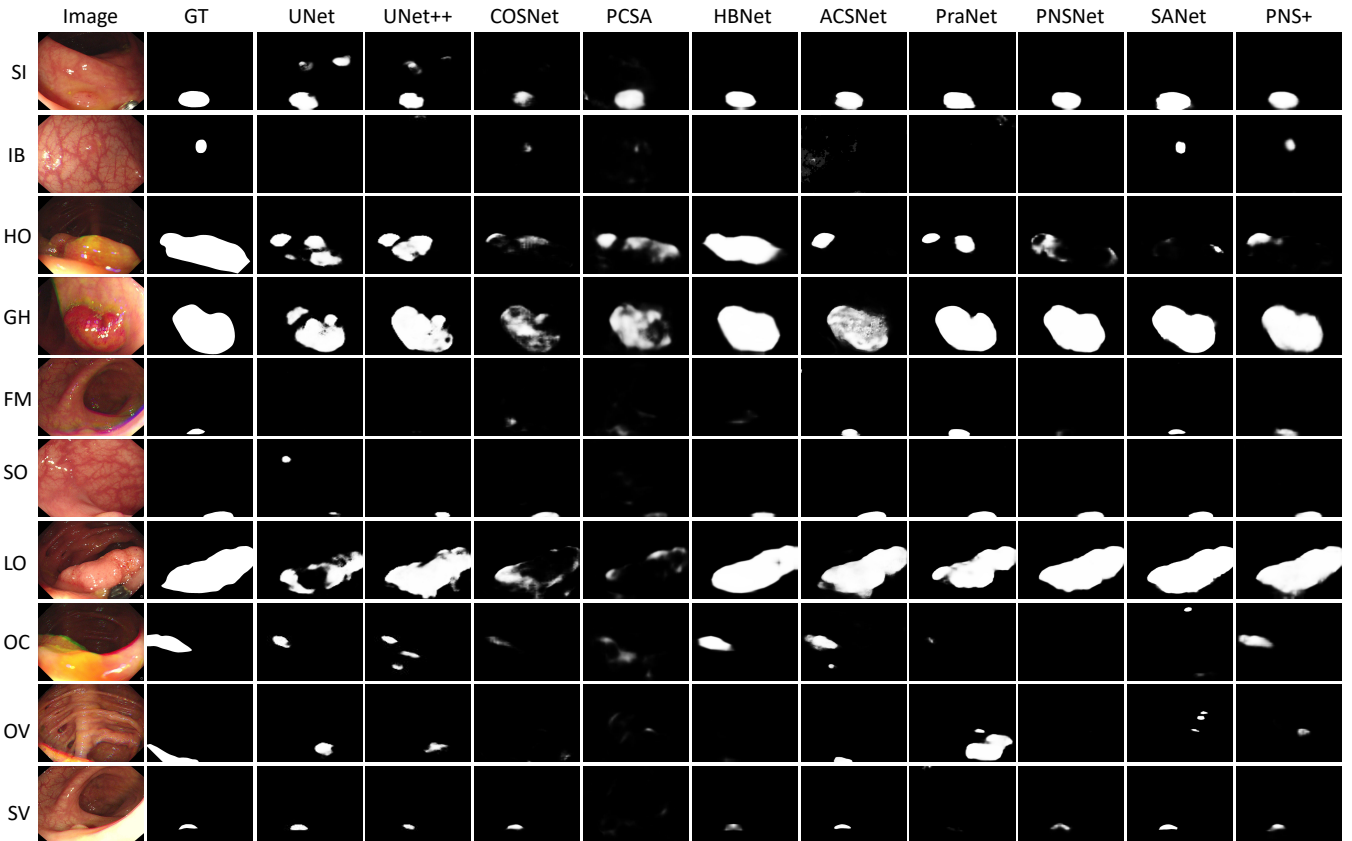 Image GT UNet UNet++ COSNet PCSA HBNet ACSNet PraNet PNSNet SANet PNS+
SI
IB
HO
GH
FM
SO
LO
OC
OV
SV